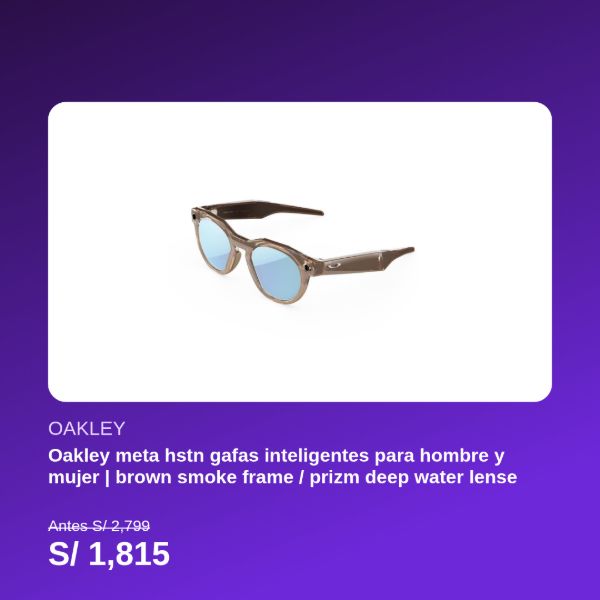 OAKLEY
Oakley meta hstn gafas inteligentes para hombre y
mujer | brown smoke frame / prizm deep water lense
Antes S/ 2,799
S/ 1,815